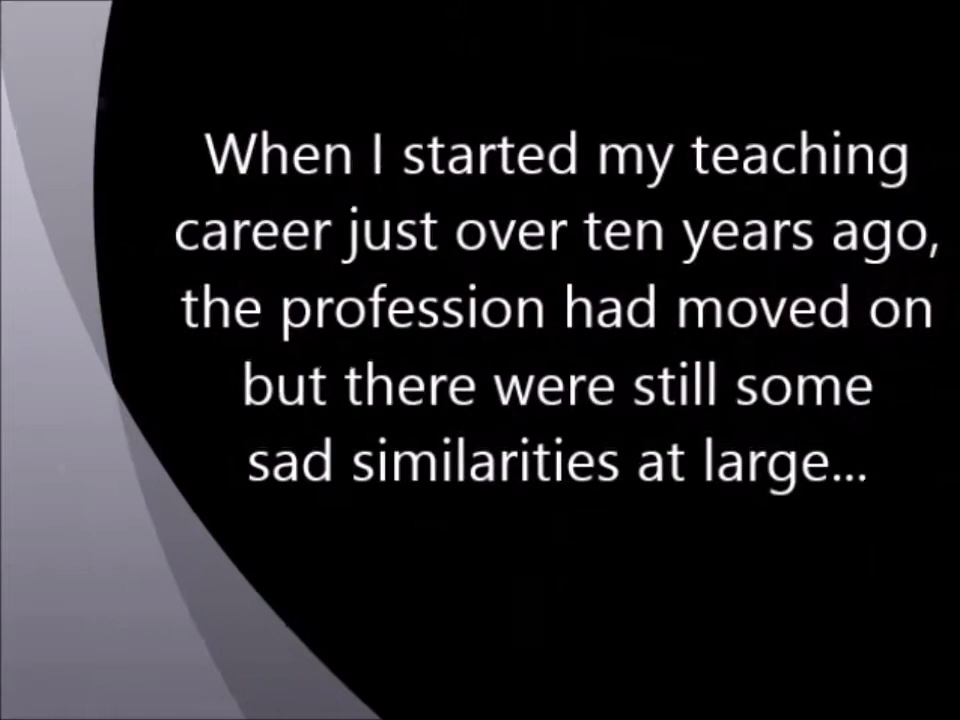 When I started my teaching
career just over ten years ago,
the profession had moved on
but there were still some
sad similarities at large...